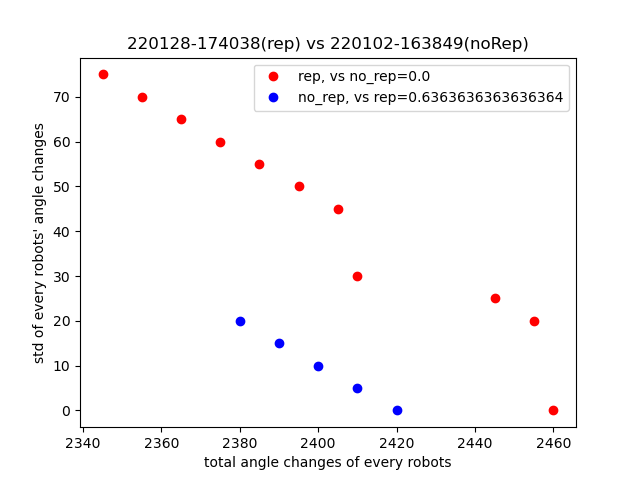 220128-174038(rep) vs 220102-163849(noRep)
rep, vs no_rep=0.0
no_rep, vs rep=0.6363636363636364
std of every robots' angle changes
70
60
50
40
30
20
10
0
2340 2360 2380 2400 2420 2440 2460
total angle changes of every robots